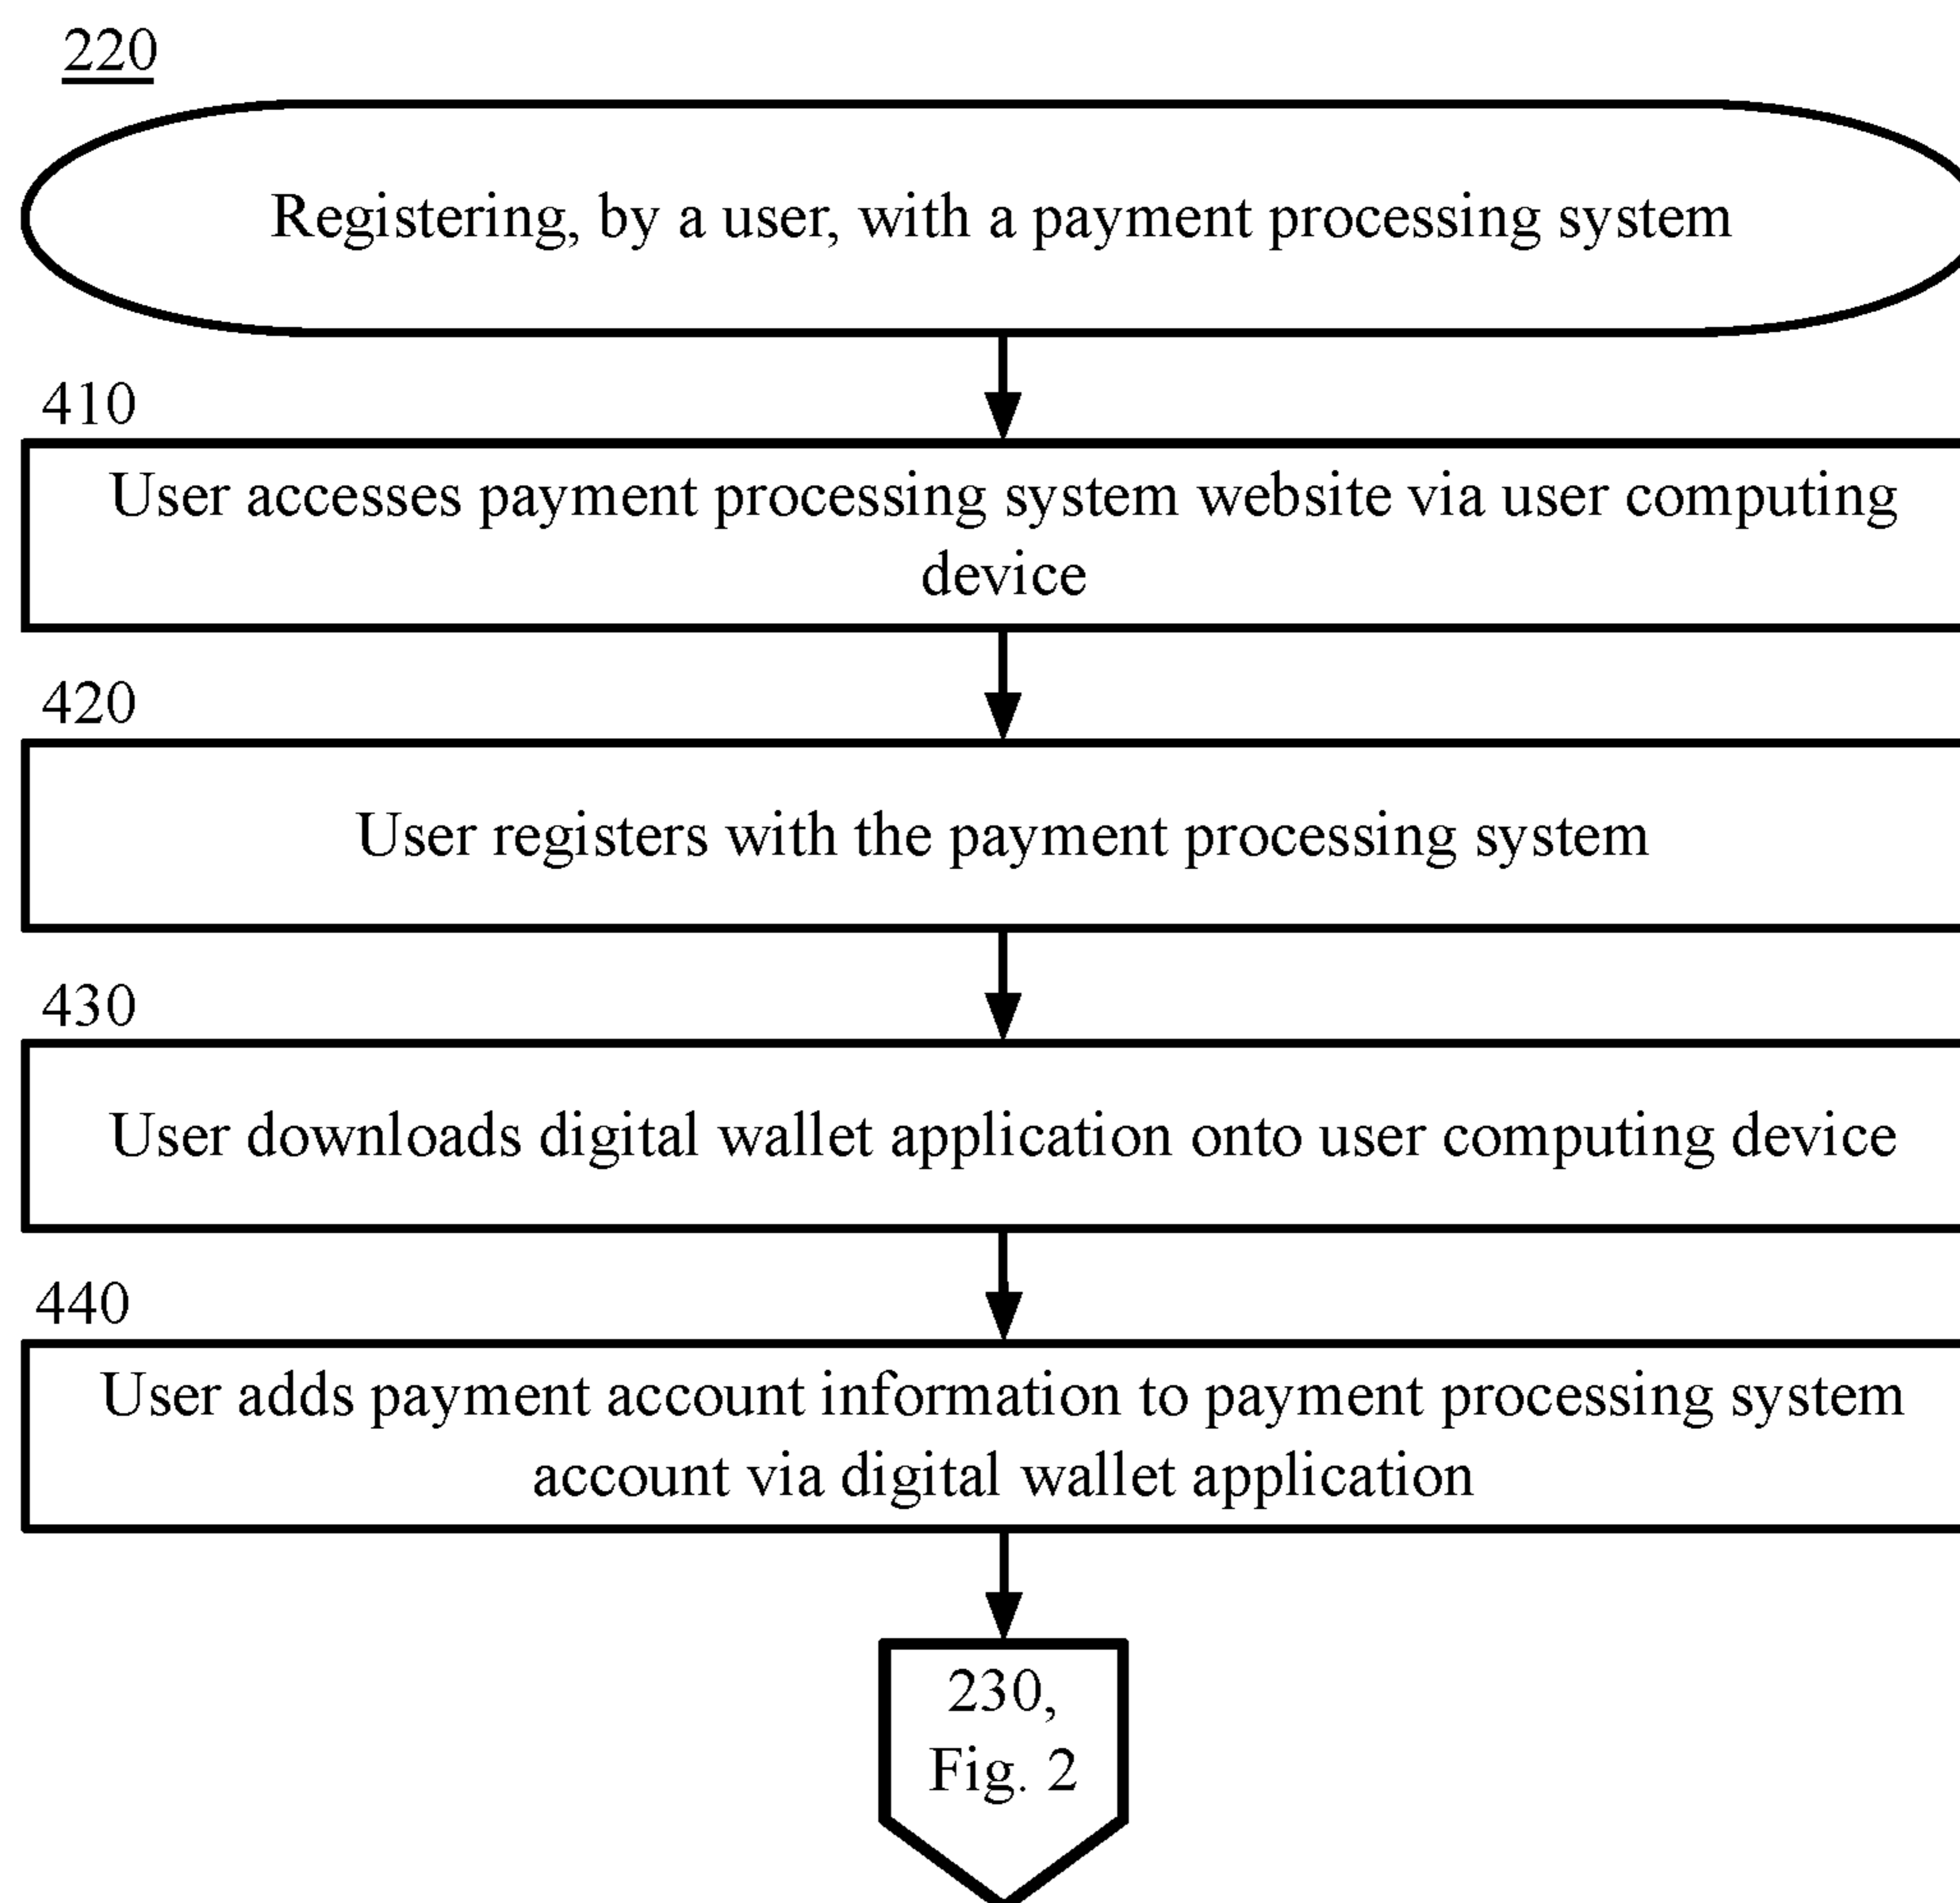 220
Registering, by a user, with a payment processing system
410
User accesses payment processing system website via user computing
device
420
User registers with the payment processing system
430
User downloads digital wallet application onto user computing device
440
User adds payment account information to payment processing system
account via digital wallet application
230,
Fig. 2